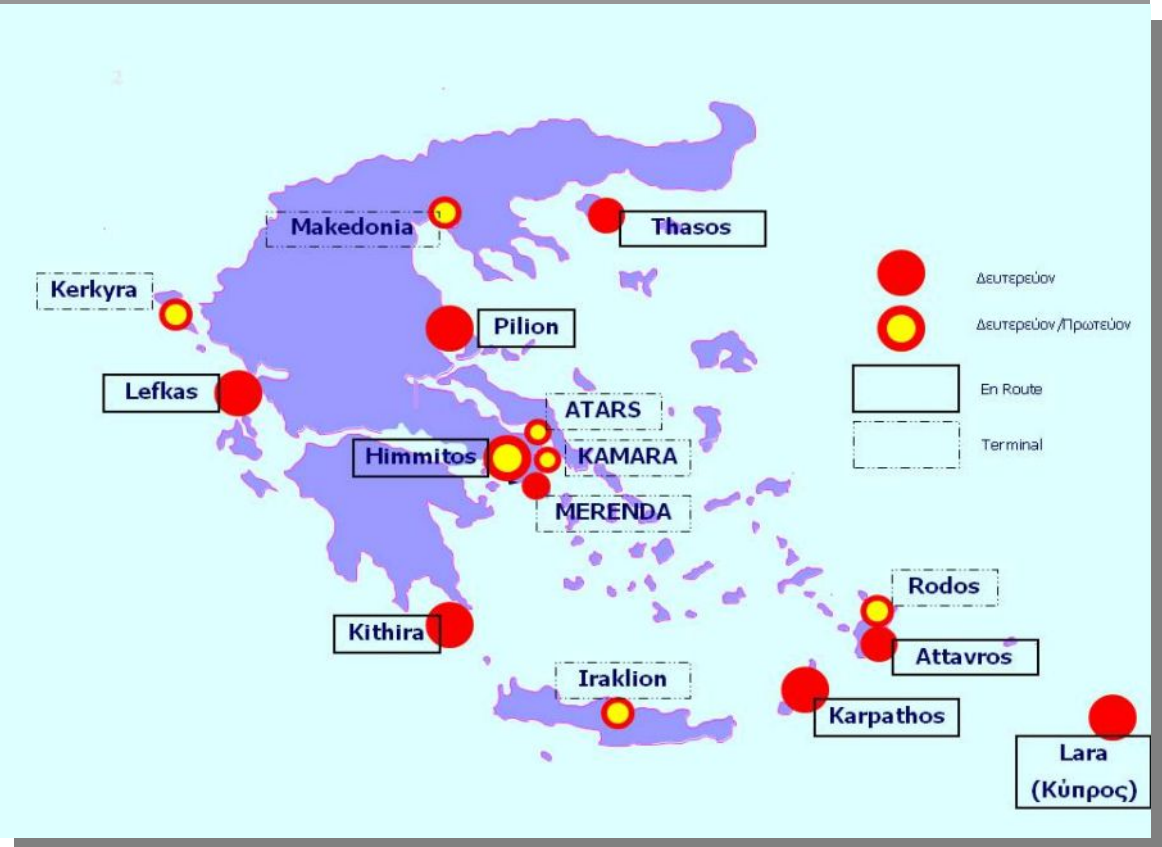 2
Makedonia
Thasos
Kerkyra
Pilion
Lefkas
ATARS
Himmitos
KAMARA
MERENDA
Rodos
Kithira
Attavros
Iraklion
Karpathos
Lara
(Κύπρος)
Δευτερεύον
Δευτερεύον/Πρωτεύον
En Route
Terminal